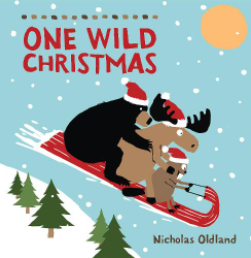 ONE WILD
CHRISTMAS
Nicholas Oldland